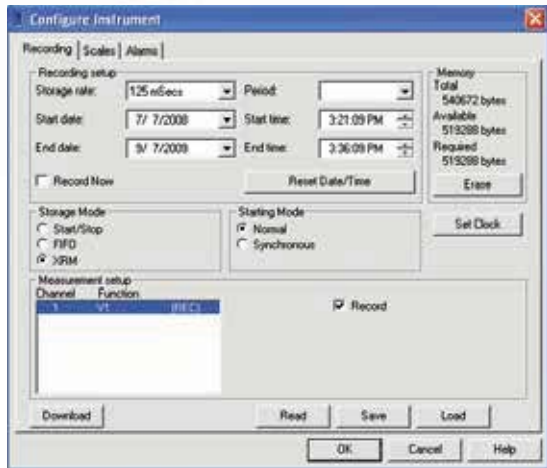 Configure Instrument
Recording Scales Alarms
Recording setup
Storage rate: 125 mSecs Period:
Start date: 7/ 7/2008 Start time: 3:21:09 PM
End date: 9/ 7/2009 End time: 3:36:09 PM
Record Now Reset Date/Time
Memory
Total
540672 bytes
Available
519288 bytes
Required
519288 bytes
Erase
Storage Mode
Start/Stop
FIFO
XRM
Starting Mode
Normal
Synchronous
Set Clock
Measurement setup
Channel Function
1 V1 (REC)
Record
Download Read Save Load
OK Cancel Help